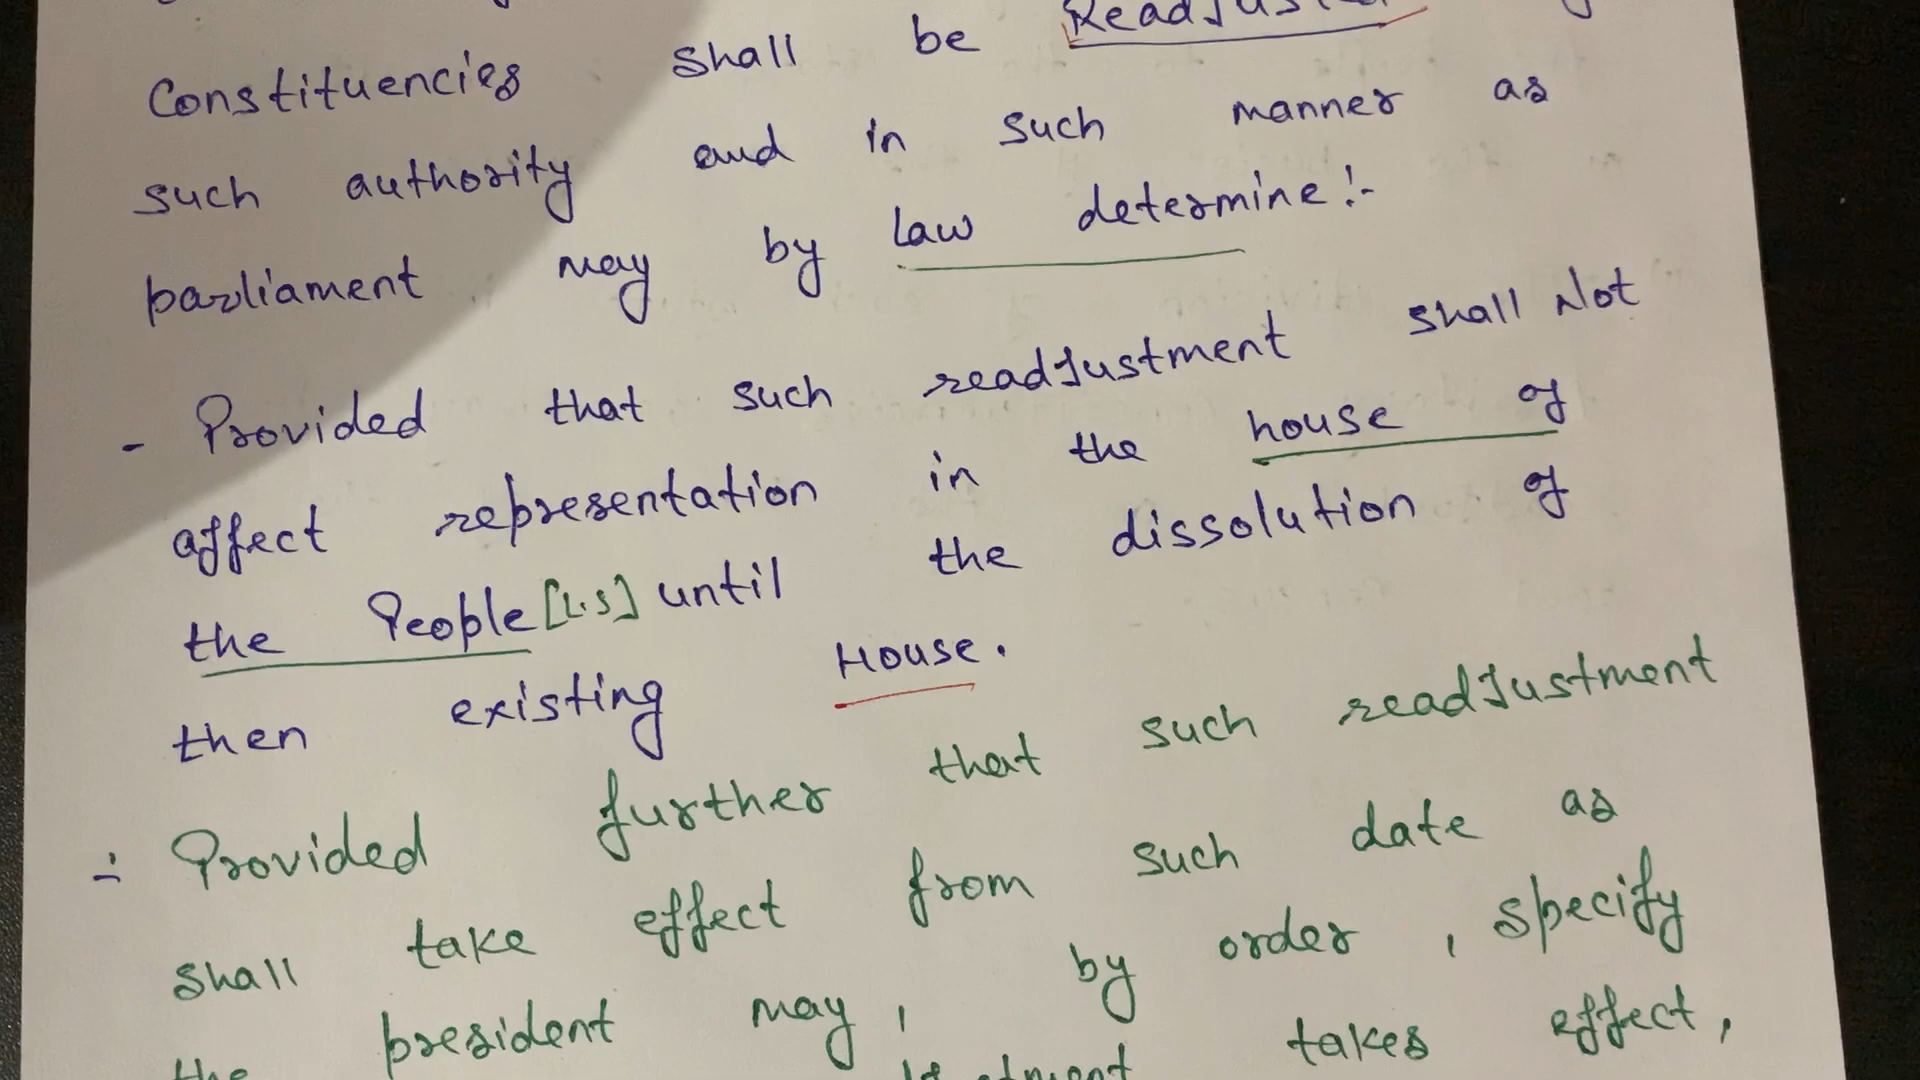 Constituencies shall be Readjusted
such authority and in such manner as
parliament may by law determine :-
- Provided that such readjustment shall Not
affect representation in the house of
the People [L.S] until the dissolution of
then existing House.
- Provided further that such readjustment
shall take effect from such date as
the president may, by order, specify
takes effect,